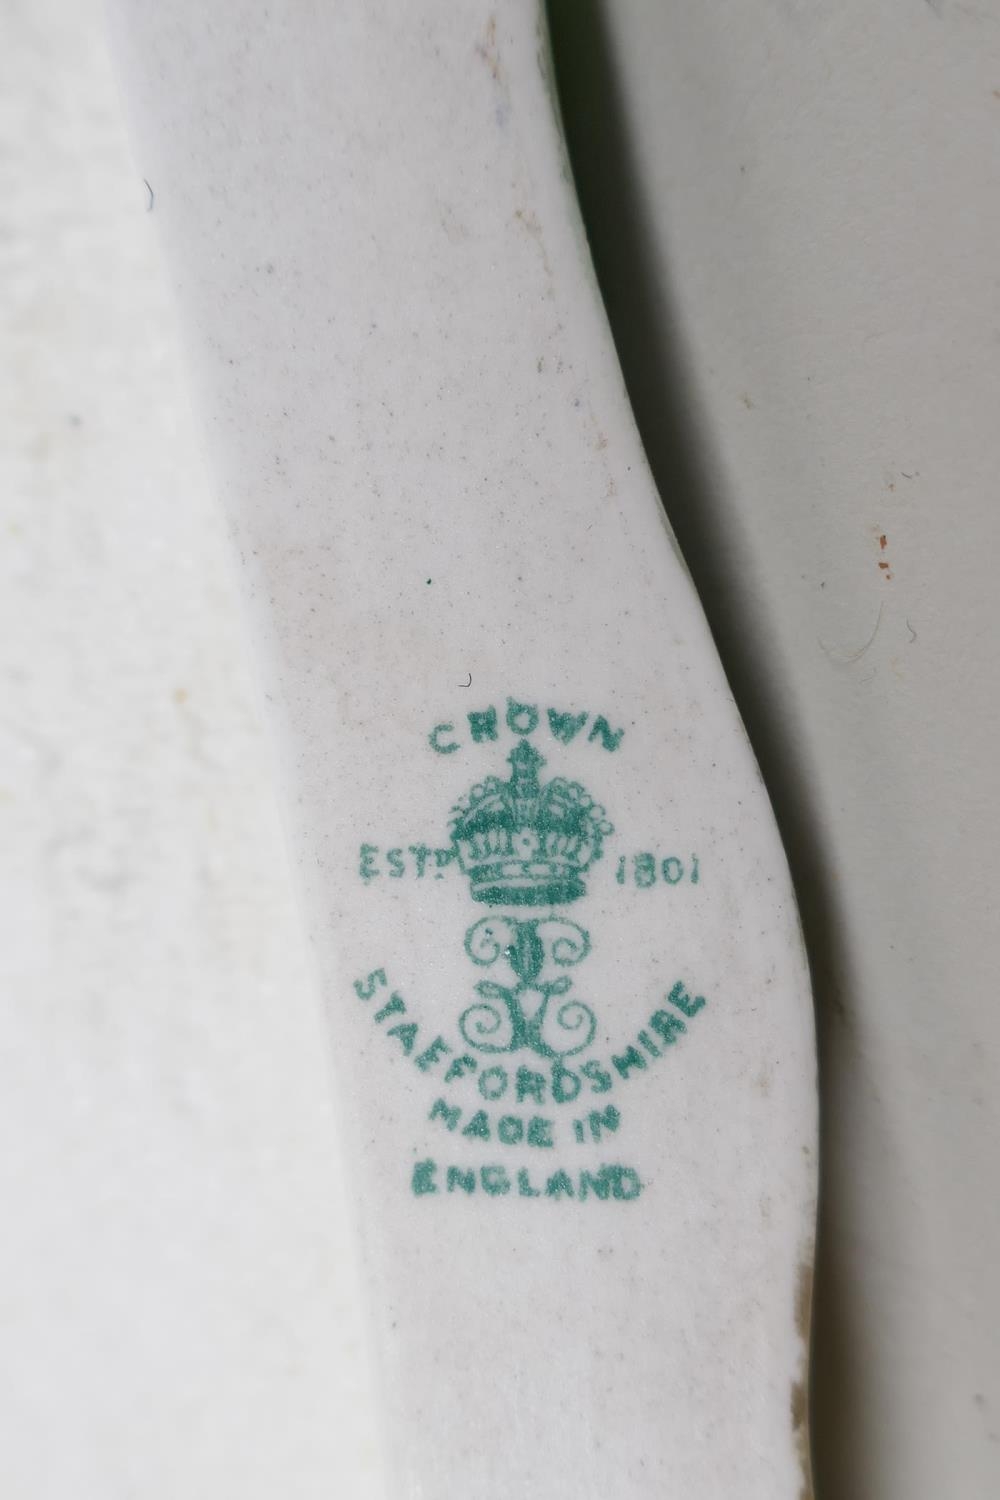 CROWN
ESTD 1801
STAFFORDSHIRE
MADE IN
ENGLAND